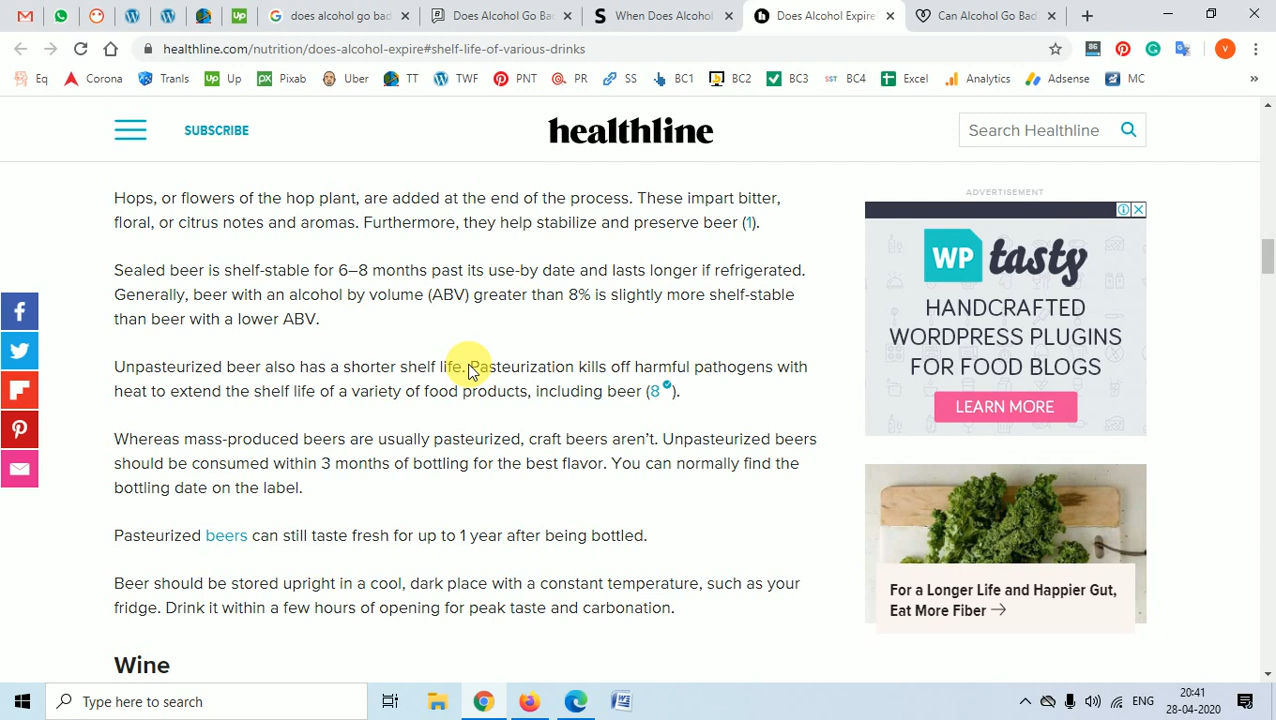 does alcohol go bad
Does Alcohol Go Ba
When Does Alcohol
Does Alcohol Expire
Can Alcohol Go Bad
healthline.com/nutrition/does-alcohol-expire#shelf-life-of-various-drinks
86
V
Eq Corona Transls Up Pixab Uber TT TWF PNT PR SS BC1 BC2 BC3 BC4 Excel Analytics Adsense MC
SUBSCRIBE
healthline
Search Healthline
Hops, or flowers of the hop plant, are added at the end of the process. These impart bitter,
floral, or citrus notes and aromas. Furthermore, they help stabilize and preserve beer (1).
Sealed beer is shelf-stable for 6–8 months past its use-by date and lasts longer if refrigerated.
Generally, beer with an alcohol by volume (ABV) greater than 8% is slightly more shelf-stable
than beer with a lower ABV.
Unpasteurized beer also has a shorter shelf life. Pasteurization kills off harmful pathogens with
heat to extend the shelf life of a variety of food products, including beer (8).
Whereas mass-produced beers are usually pasteurized, craft beers aren't. Unpasteurized beers
should be consumed within 3 months of bottling for the best flavor. You can normally find the
bottling date on the label.
Pasteurized beers can still taste fresh for up to 1 year after being bottled.
Beer should be stored upright in a cool, dark place with a constant temperature, such as your
fridge. Drink it within a few hours of opening for peak taste and carbonation.
Wine
ADVERTISEMENT
WP tasty
HANDCRAFTED
WORDPRESS PLUGINS
FOR FOOD BLOGS
LEARN MORE
For a Longer Life and Happier Gut,
Eat More Fiber
Type here to search
ENG
20:41
28-04-2020